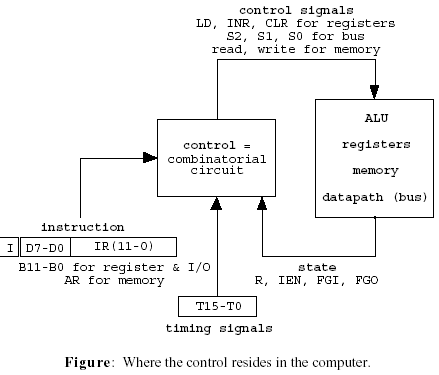 control signals
LD, INR, CLR for registers
S2, S1, S0 for bus
read, write for memory
control =
combinatorial
circuit
ALU
registers
memory
datapath (bus)
instruction
I D7-D0 IR(11-0)
B11-B0 for register & I/O
AR for memory
state
R, IEN, FGI, FGO
T15-T0
timing signals
Figure: Where the control resides in the computer.